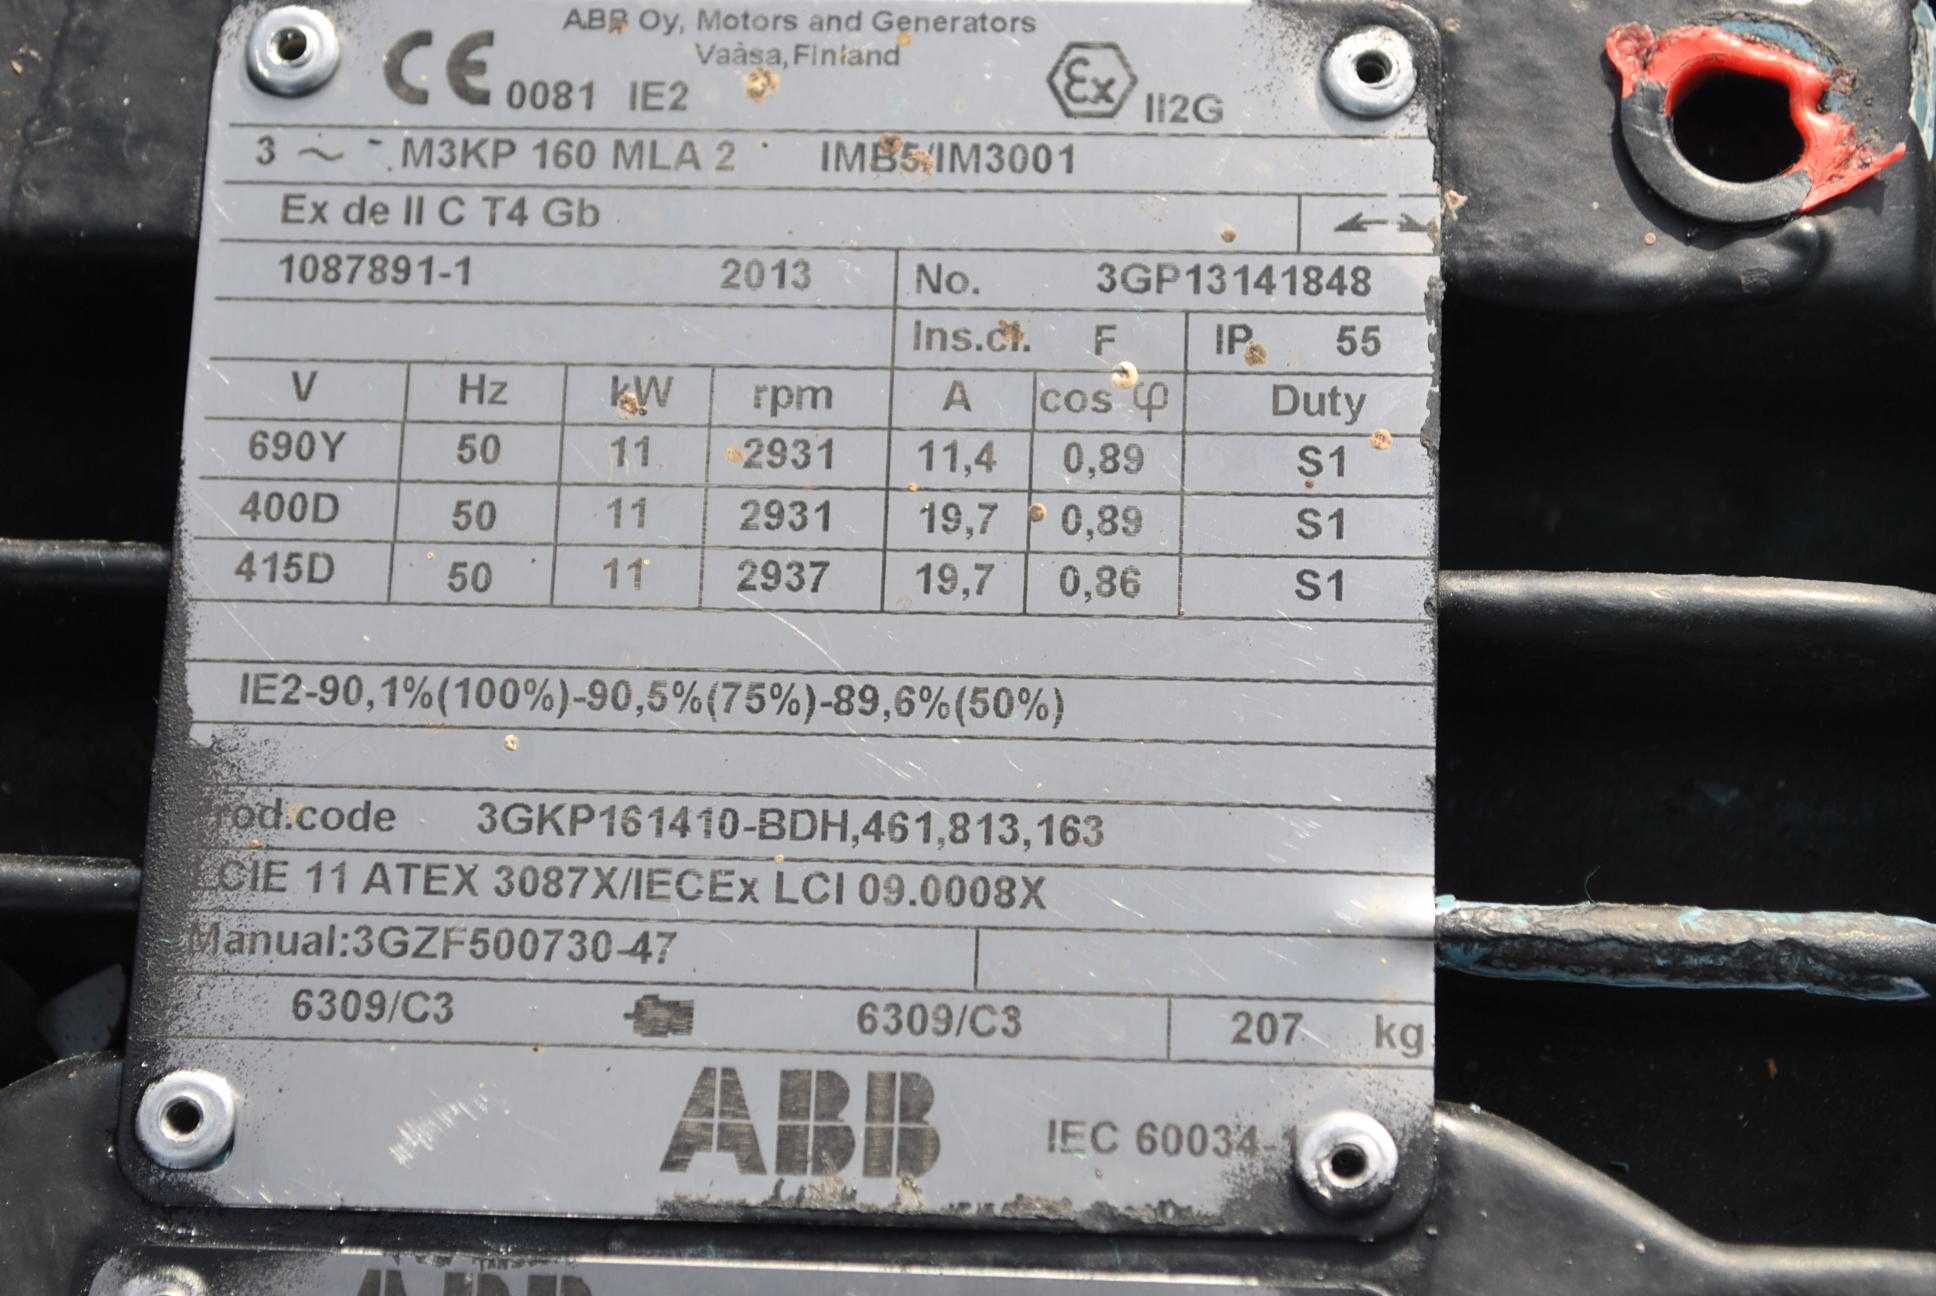 ABB Oy, Motors and Generators
Vaasa, Finland
CE 0081 IE2 Ex II2G
3 ~ M3KP 160 MLA 2 IMB5/IM3001
Ex de II C T4 Gb
1087891-1 2013 No. 3GP13141848
Ins.cl. F IP 55
V Hz kW rpm A cos φ Duty
690Y 50 11 2931 11,4 0,89 S1
400D 50 11 2931 19,7 0,89 S1
415D 50 11 2937 19,7 0,86 S1
IE2-90,1%(100%)-90,5%(75%)-89,6%(50%)
Prod.code 3GKP161410-BDH,461,813,163
LCIE 11 ATEX 3087X/IECEx LCI 09.0008X
Manual:3GZF500730-47
6309/C3 6309/C3 207 kg
ABB IEC 60034-1
ABB